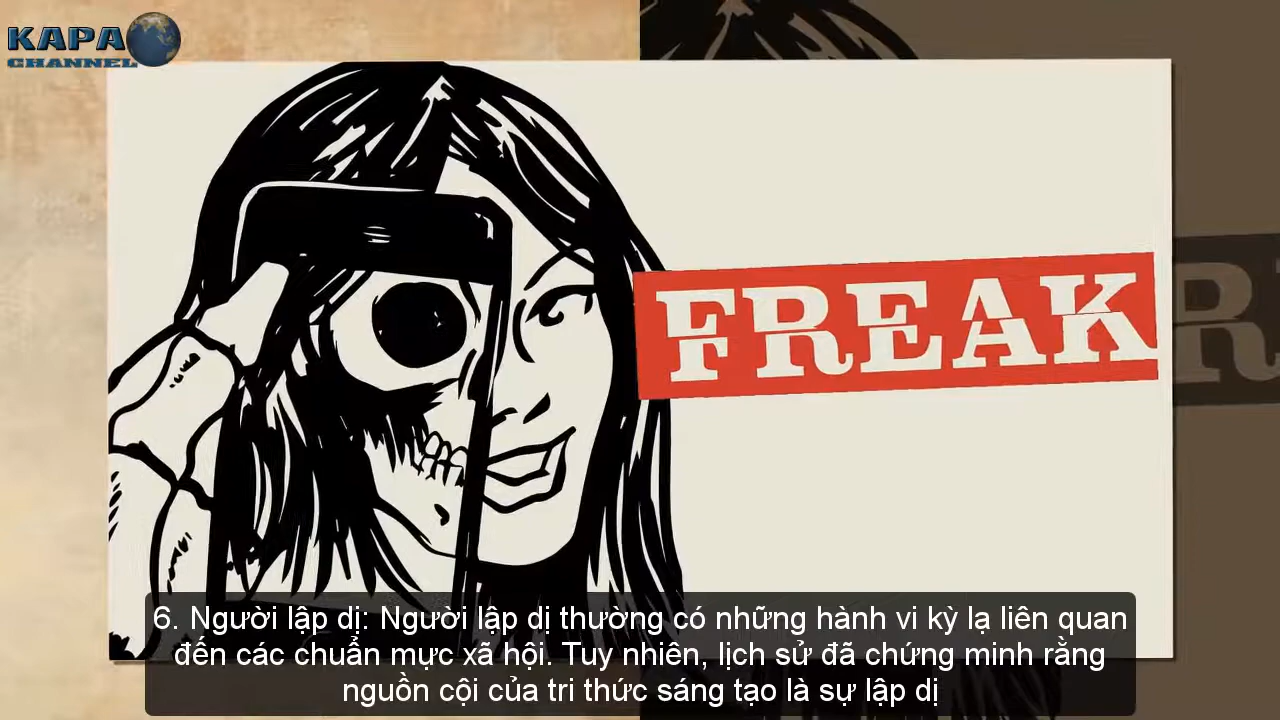 KAPA
CHANNEL
FREAK
R
6. Người lập dị: Người lập dị thường có những hành vi kỳ lạ liên quan
đến các chuẩn mực xã hội. Tuy nhiên, lịch sử đã chứng minh rằng
nguồn cội của tri thức sáng tạo là sự lập dị